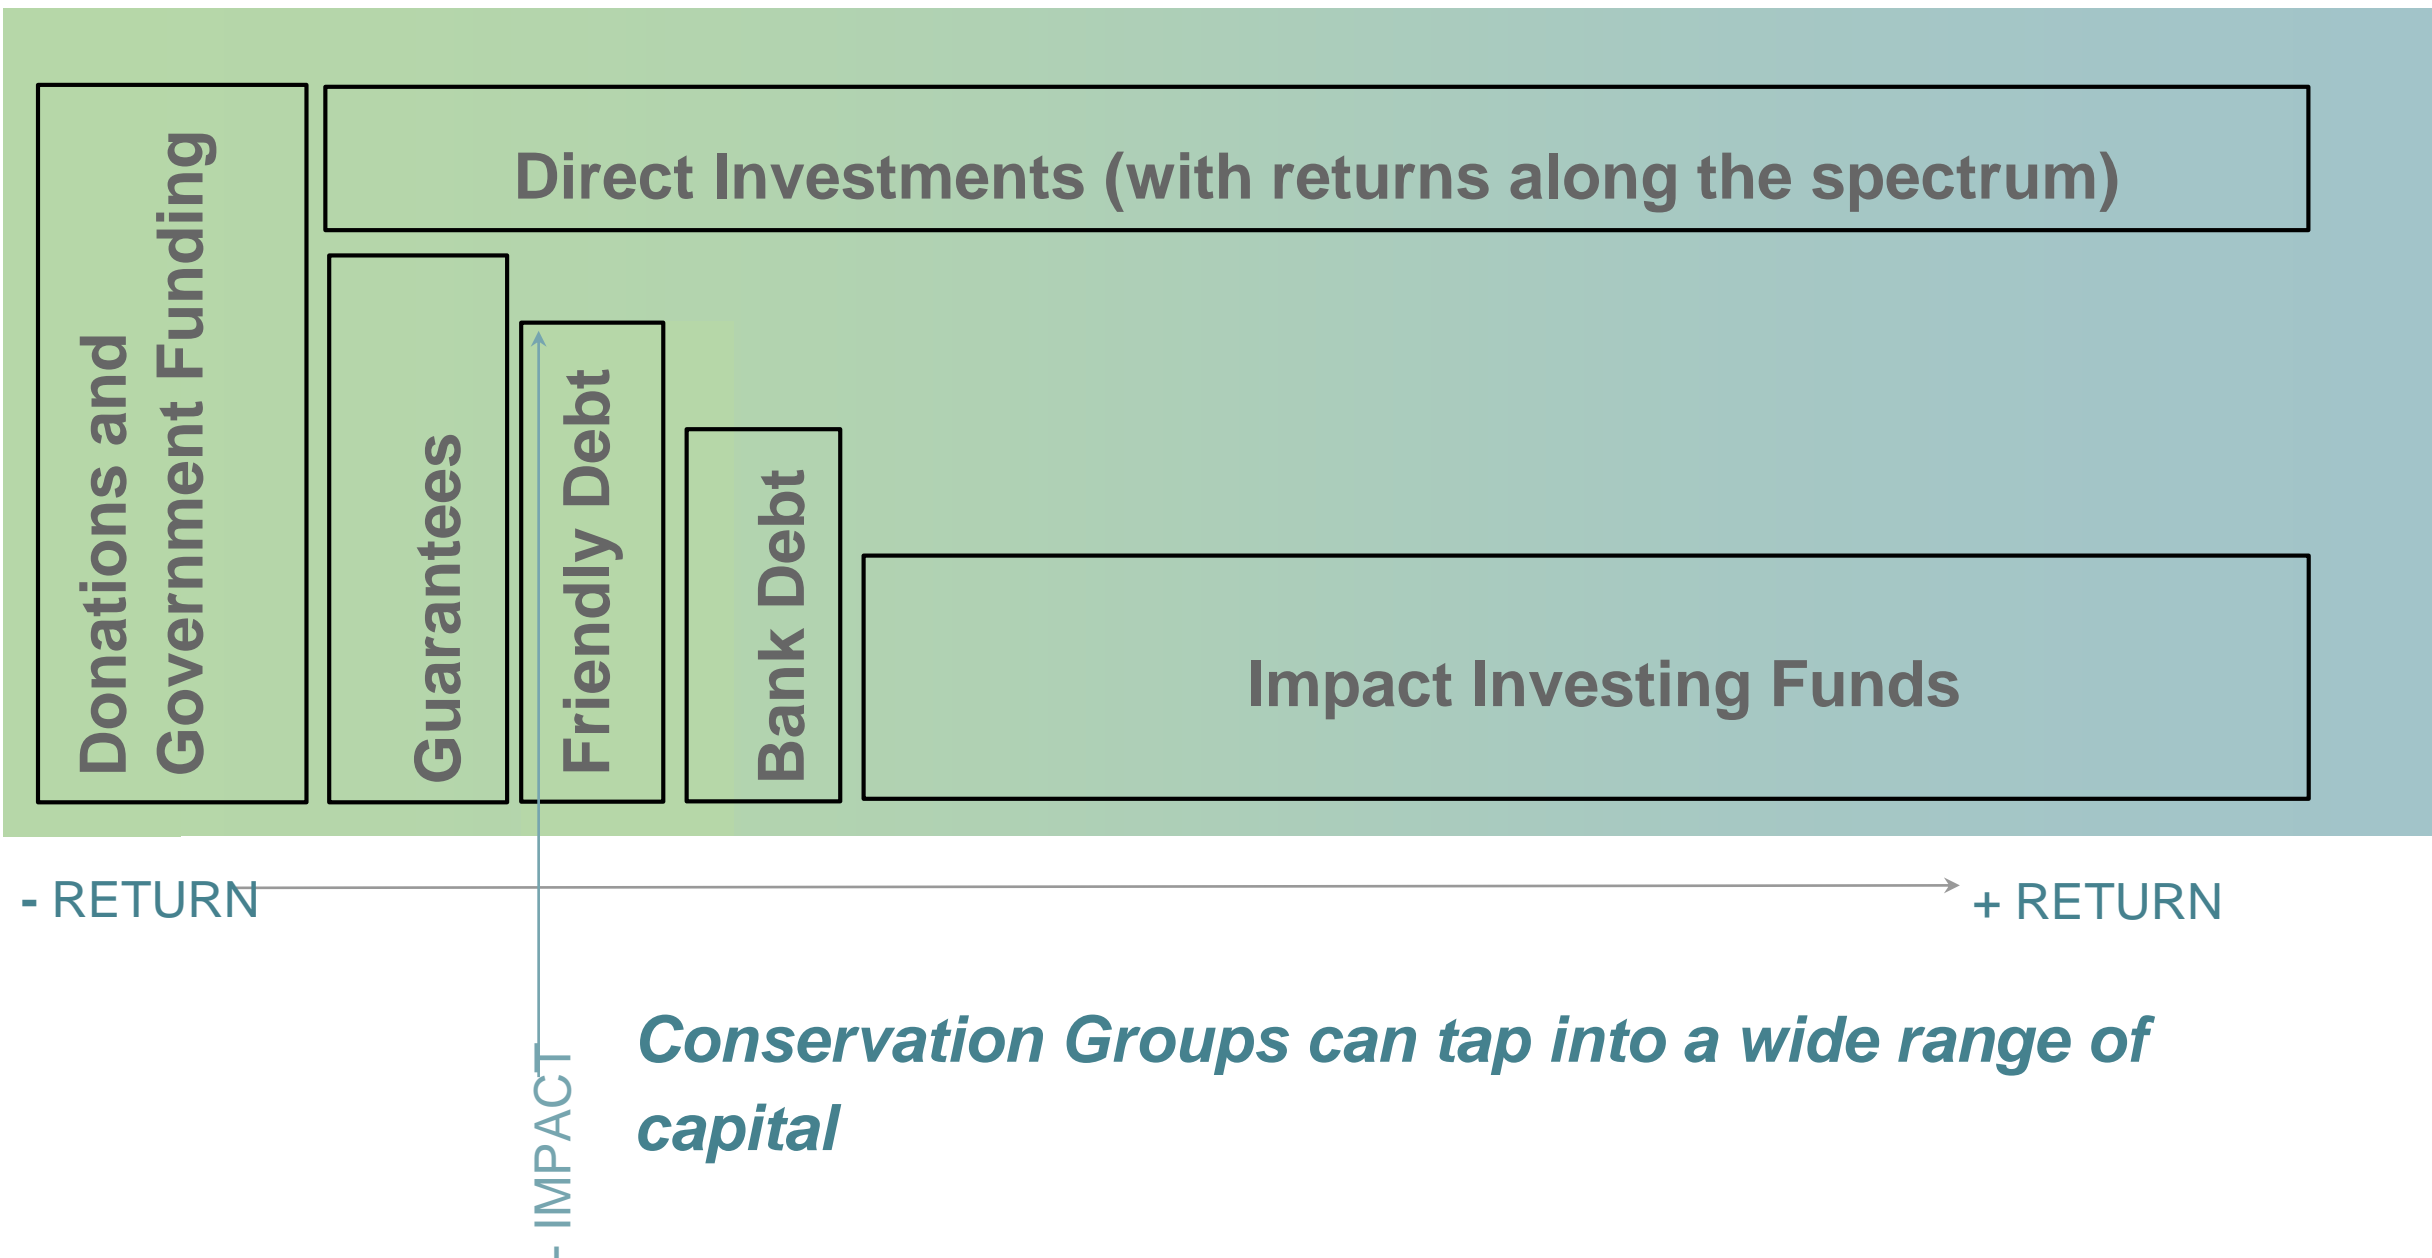 Donations and
Government Funding
Direct Investments (with returns along the spectrum)
Guarantees
Friendly Debt
Bank Debt
Impact Investing Funds
- RETURN
+ RETURN
- IMPACT
Conservation Groups can tap into a wide range of
capital